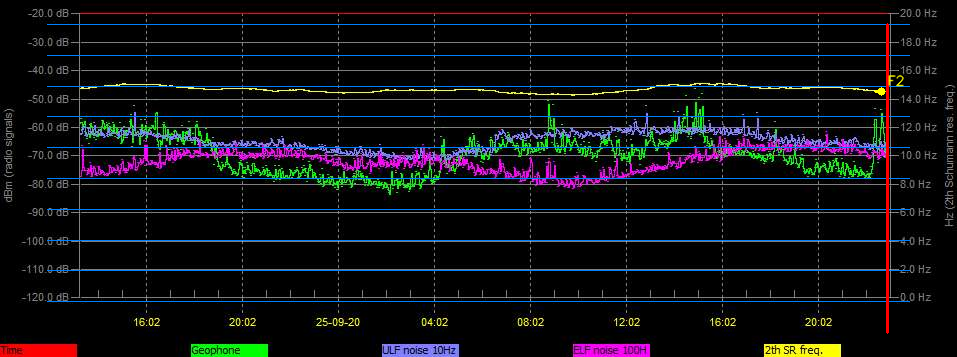 -20.0 dB 20.0 Hz
-30.0 dB 18.0 Hz
-40.0 dB 16.0 Hz
F2
-50.0 dB 14.0 Hz
-60.0 dB 12.0 Hz
-70.0 dB 10.0 Hz
-80.0 dB 8.0 Hz
-90.0 dB 6.0 Hz
-100.0 dB 4.0 Hz
-110.0 dB 2.0 Hz
-120.0 dB 0.0 Hz
dBm (radio signals)
Hz (2th Schumann res. freq.)
16:02 20:02 25-09-20 04:02 08:02 12:02 16:02 20:02
Time Geophone ULF noise 10Hz ELF noise 100H 2th SR freq.